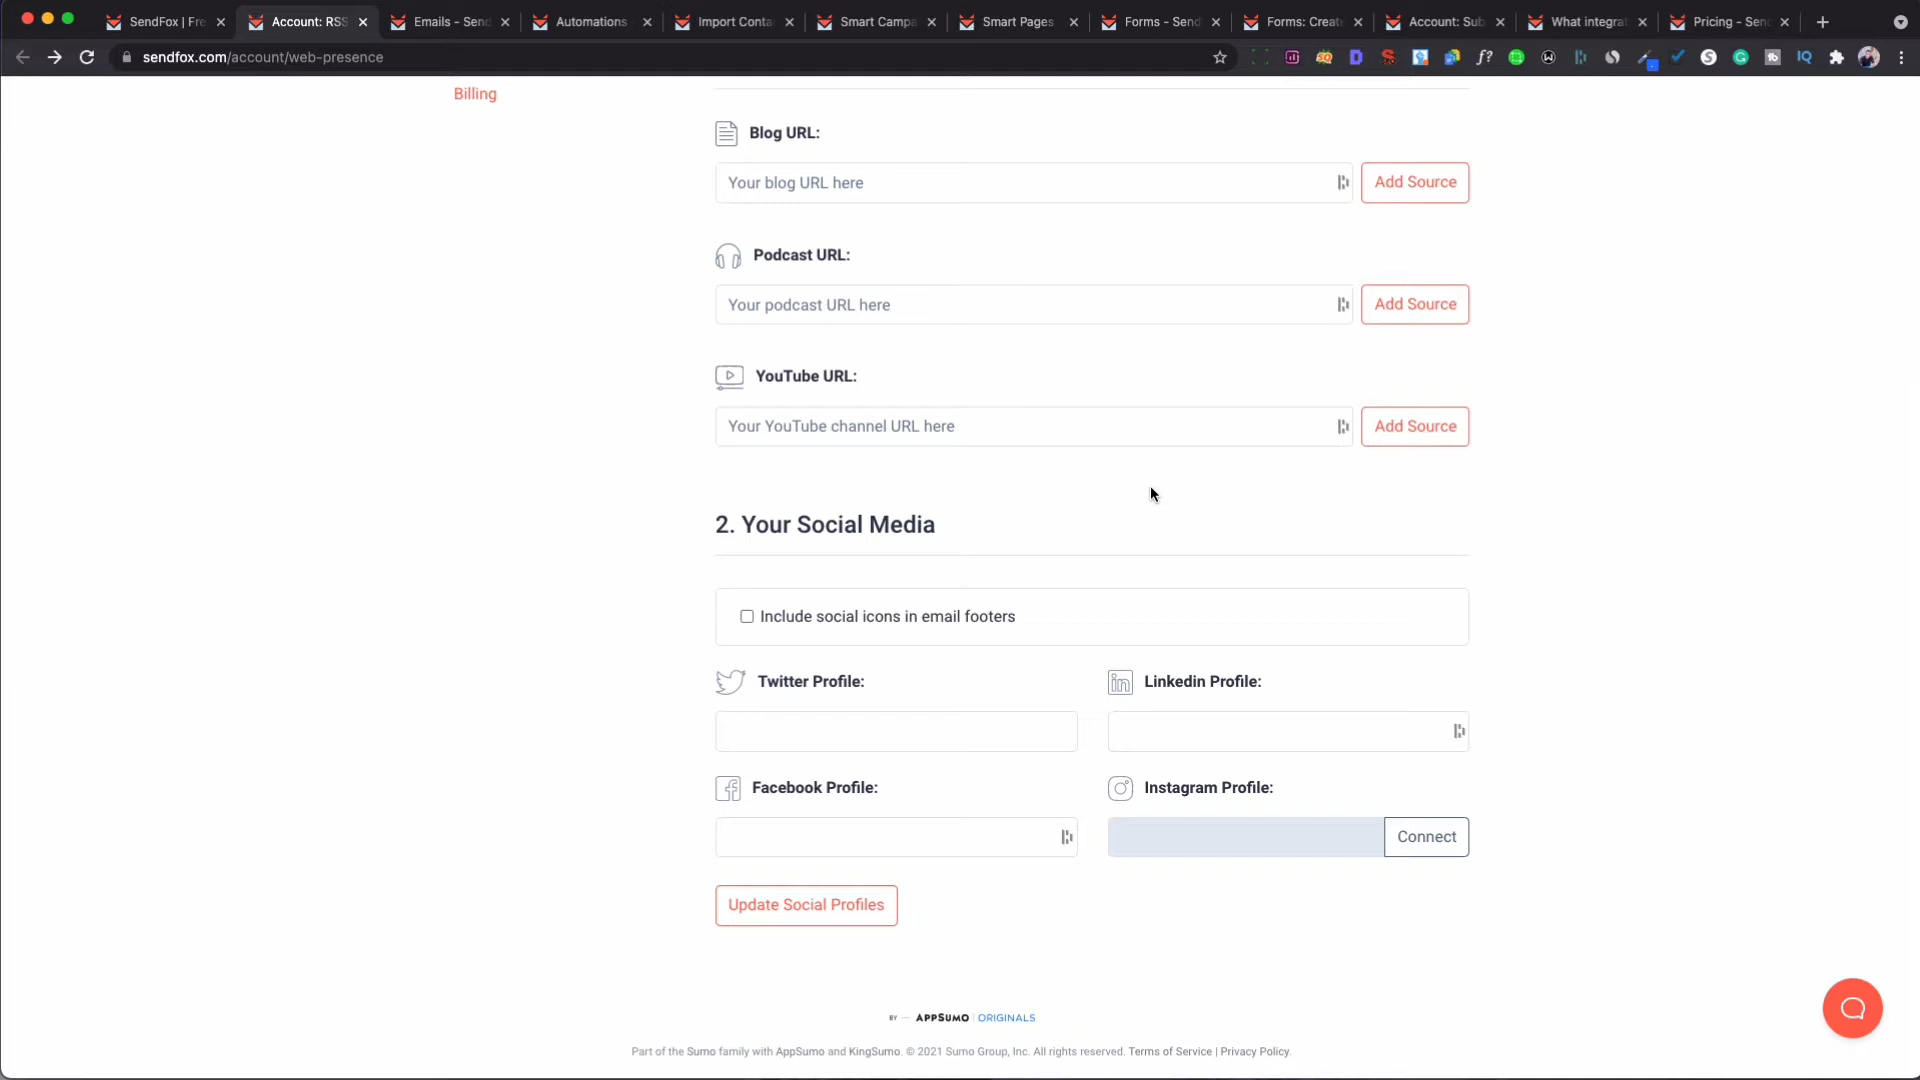 SendFox | Fre
Account: RSS
Emails - Send
Automations
Import Conta
Smart Campa
Smart Pages
Forms - Send
Forms: Create
Account: Sub
What integrat
Pricing - Sen
sendfox.com/account/web-presence
Billing
Blog URL:
Your blog URL here
Add Source
Podcast URL:
Your podcast URL here
Add Source
YouTube URL:
Your YouTube channel URL here
Add Source
2. Your Social Media
Include social icons in email footers
Twitter Profile:
Linkedin Profile:
Facebook Profile:
Instagram Profile:
Connect
Update Social Profiles
BY — APPSUMO | ORIGINALS
Part of the Sumo family with AppSumo and KingSumo. © 2021 Sumo Group, Inc. All rights reserved. Terms of Service | Privacy Policy.